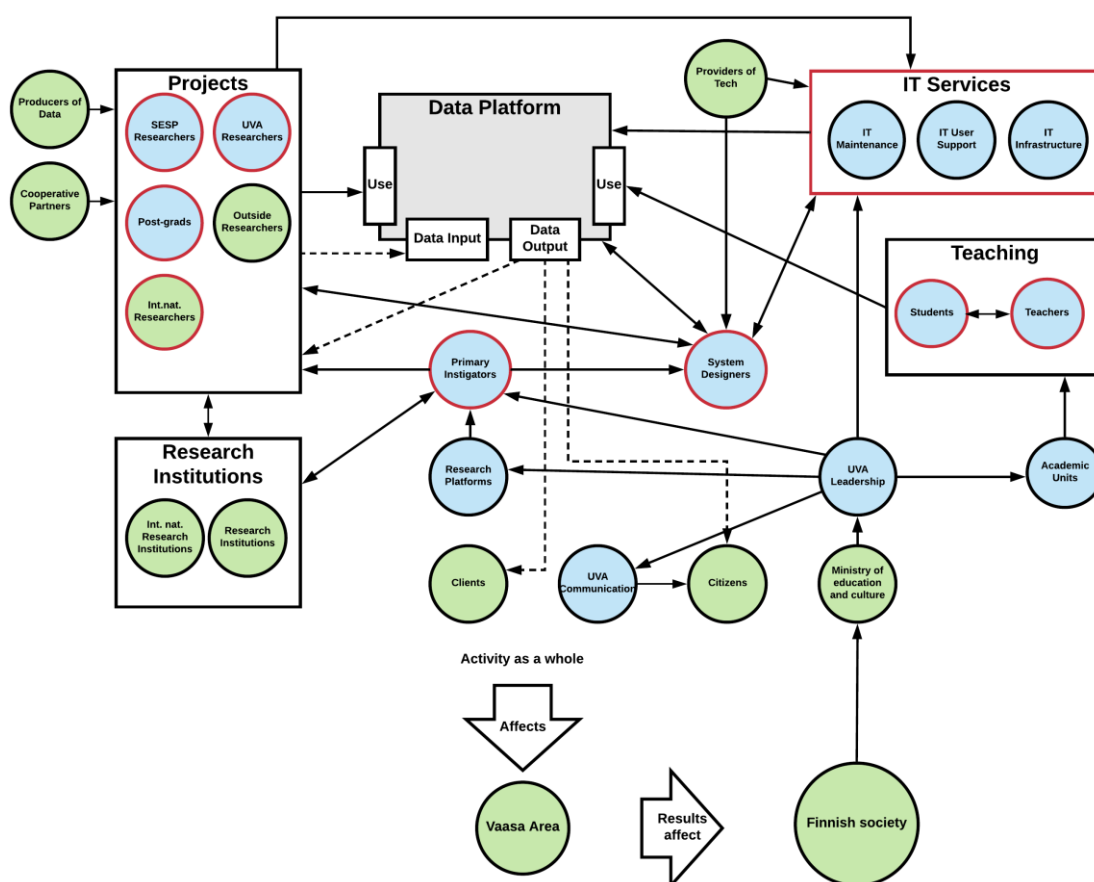 Projects
Producers of
Data
SESP
Researchers
UVA
Researchers
Cooperative
Partners
Post-grads
Outside
Researchers
Int.nat.
Researchers
Data Platform
Use
Use
Data Input
Data
Output
Providers of
Tech
IT Services
IT
Maintenance
IT User
Support
IT
Infrastructure
Teaching
Students
Teachers
Primary
Instigators
System
Designers
Research
Institutions
Int. nat.
Research
Institutions
Research
Institutions
Research
Platforms
UVA
Leadership
Academic
Units
Clients
UVA
Communication
Citizens
Ministry of
education
and culture
Activity as a whole
Affects
Vaasa Area
Results
affect
Finnish society